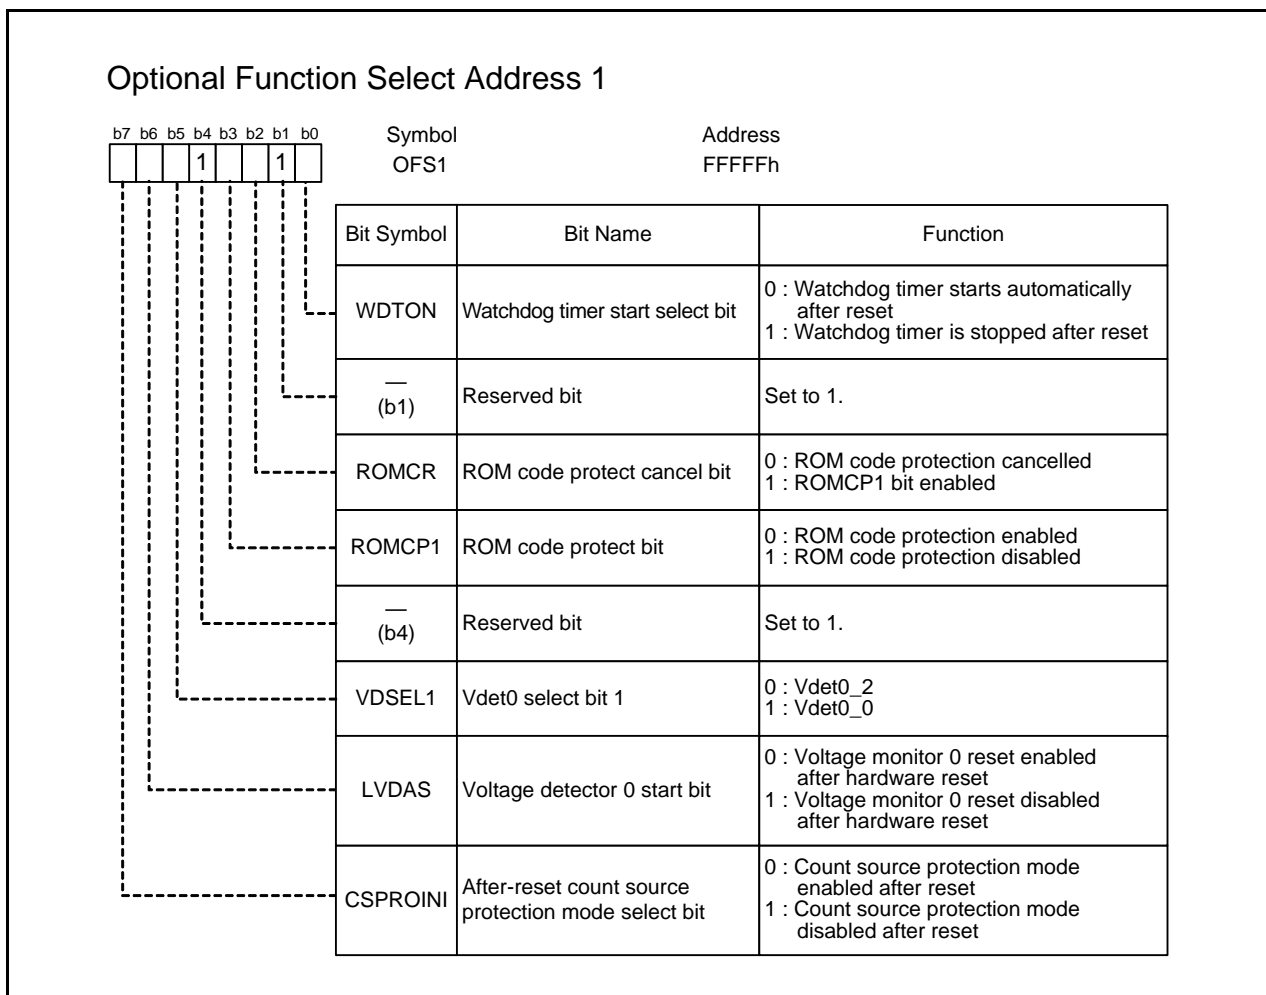 Optional Function Select Address 1
b7 b6 b5 b4 b3 b2 b1 b0
1 1
Symbol Address
OFS1 FFFFFh
Bit Symbol Bit Name Function
WDTON Watchdog timer start select bit
0 : Watchdog timer starts automatically
after reset
1 : Watchdog timer is stopped after reset
—
(b1)
Reserved bit Set to 1.
ROMCR ROM code protect cancel bit
0 : ROM code protection cancelled
1 : ROMCP1 bit enabled
ROMCP1 ROM code protect bit
0 : ROM code protection enabled
1 : ROM code protection disabled
—
(b4)
Reserved bit Set to 1.
VDSEL1 Vdet0 select bit 1
0 : Vdet0_2
1 : Vdet0_0
LVDAS Voltage detector 0 start bit
0 : Voltage monitor 0 reset enabled
after hardware reset
1 : Voltage monitor 0 reset disabled
after hardware reset
CSPROINI
After-reset count source
protection mode select bit
0 : Count source protection mode
enabled after reset
1 : Count source protection mode
disabled after reset